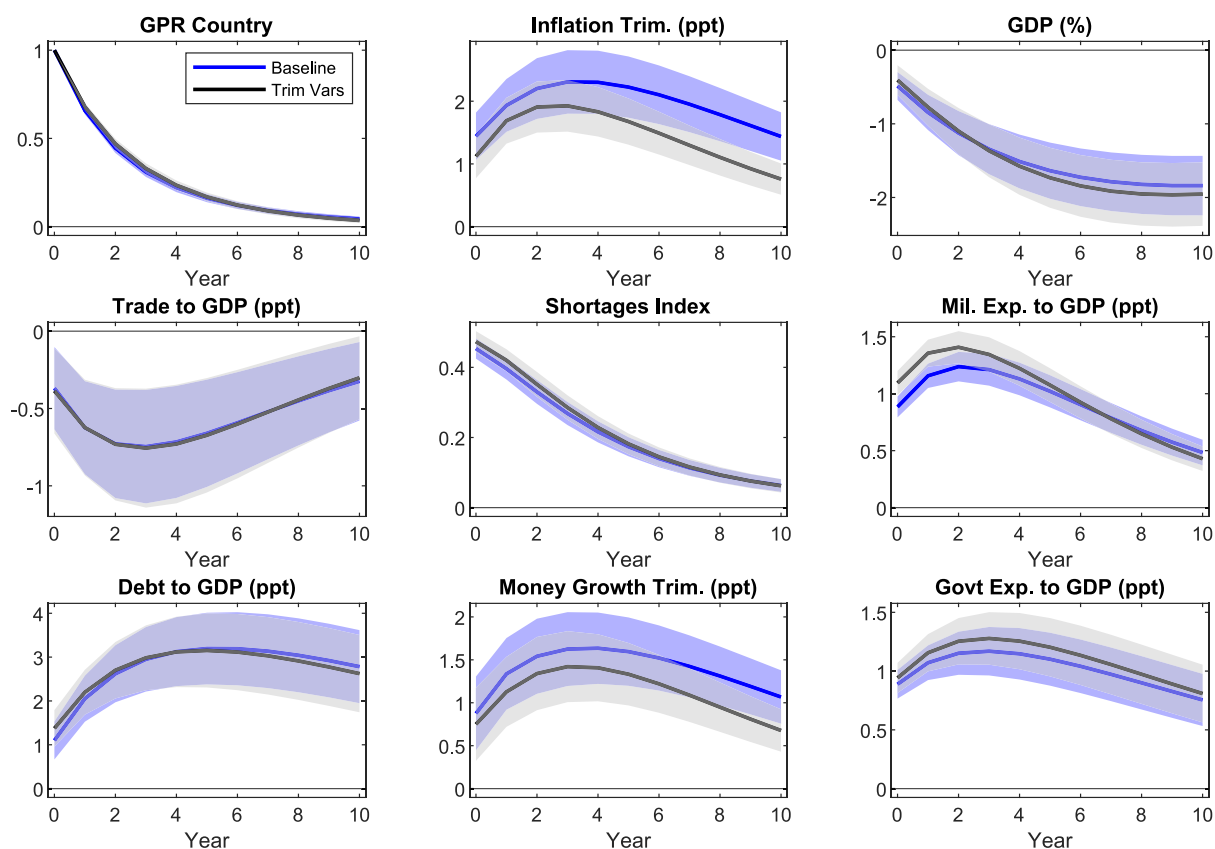 GPR Country
1
0.5
0
Baseline
Trim Vars
0 2 4 6 8 10
Year
Inflation Trim. (ppt)
2
1
0
0 2 4 6 8 10
Year
GDP (%)
0
-1
-2
0 2 4 6 8 10
Year
Trade to GDP (ppt)
0
-0.5
-1
0 2 4 6 8 10
Year
Shortages Index
0.4
0.2
0
0 2 4 6 8 10
Year
Mil. Exp. to GDP (ppt)
1.5
1
0.5
0
0 2 4 6 8 10
Year
Debt to GDP (ppt)
4
3
2
1
0
0 2 4 6 8 10
Year
Money Growth Trim. (ppt)
2
1.5
1
0.5
0
0 2 4 6 8 10
Year
Govt Exp. to GDP (ppt)
1.5
1
0.5
0
0 2 4 6 8 10
Year